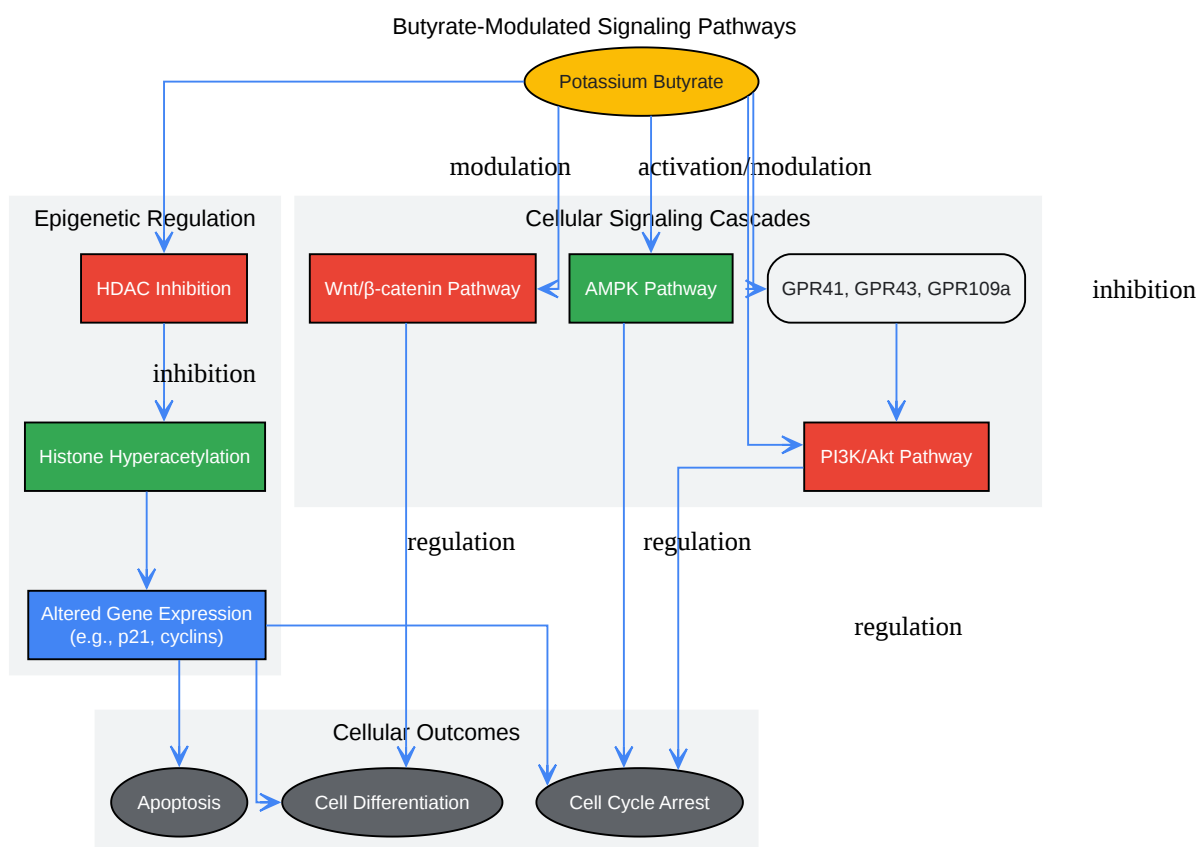 Butyrate-Modulated Signaling Pathways
Potassium Butyrate
modulation
activation/modulation
Epigenetic Regulation
Cellular Signaling Cascades
HDAC Inhibition
Wnt/β-catenin Pathway
AMPK Pathway
GPR41, GPR43, GPR109a
inhibition
inhibition
Histone Hyperacetylation
PI3K/Akt Pathway
regulation
regulation
Altered Gene Expression
(e.g., p21, cyclins)
regulation
Cellular Outcomes
Apoptosis
Cell Differentiation
Cell Cycle Arrest